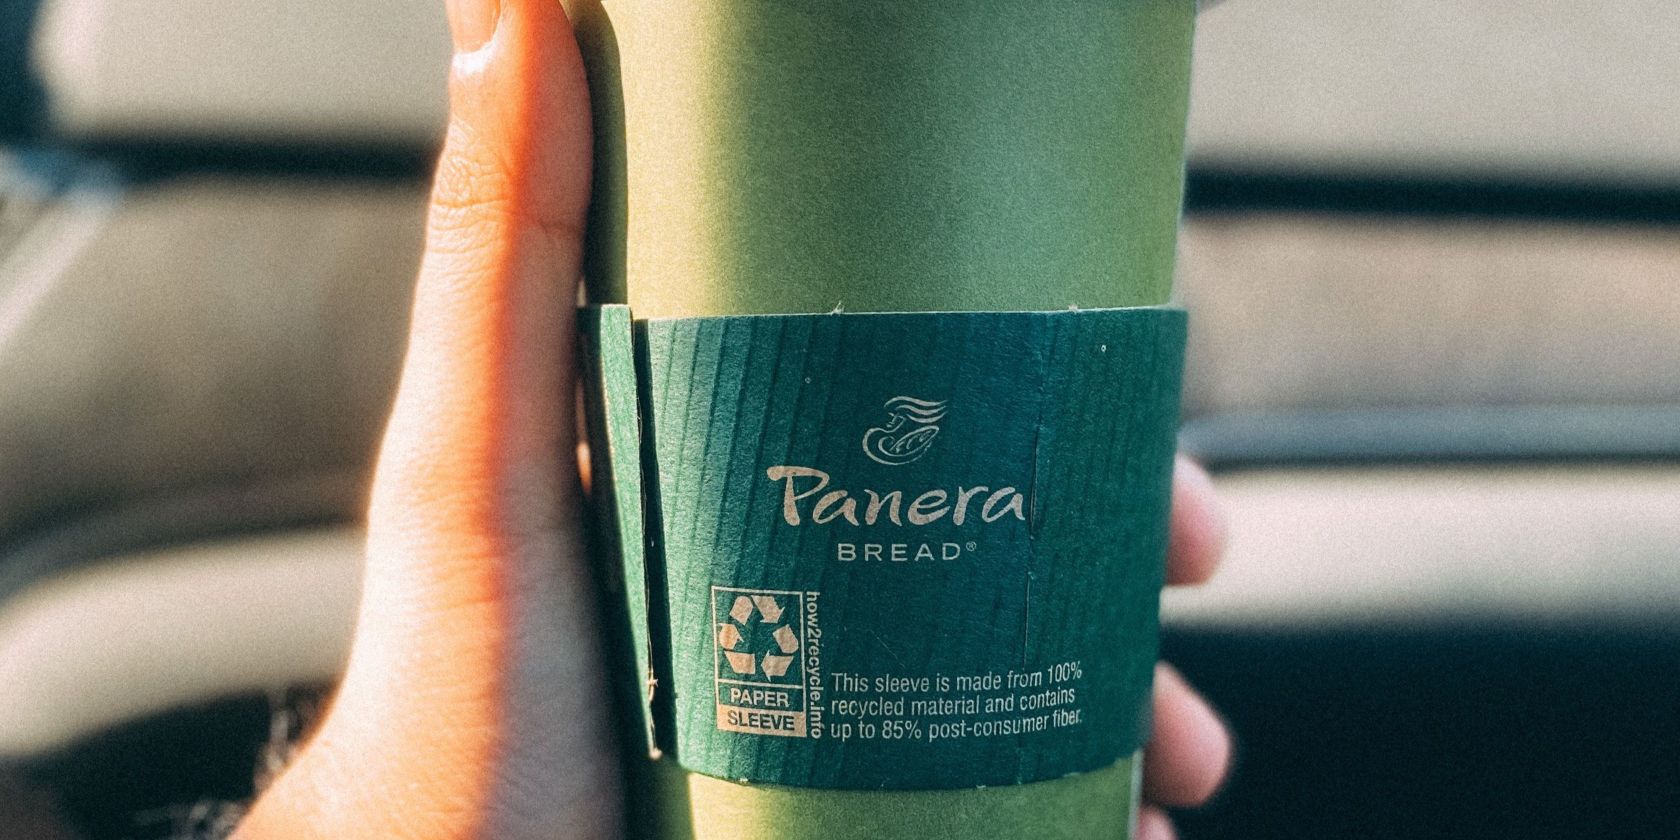 Panera
BREAD®
how2recycle.info
PAPER
SLEEVE
This sleeve is made from 100%
recycled material and contains
up to 85% post-consumer fiber.